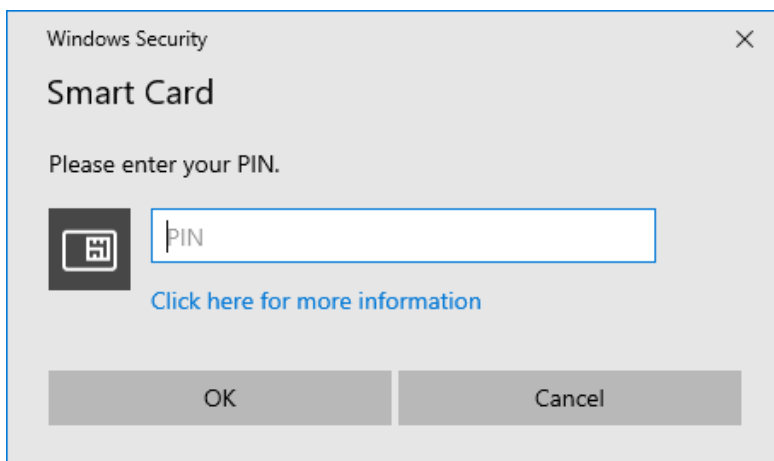 Windows Security
Smart Card
Please enter your PIN.
PIN
Click here for more information
OK
Cancel